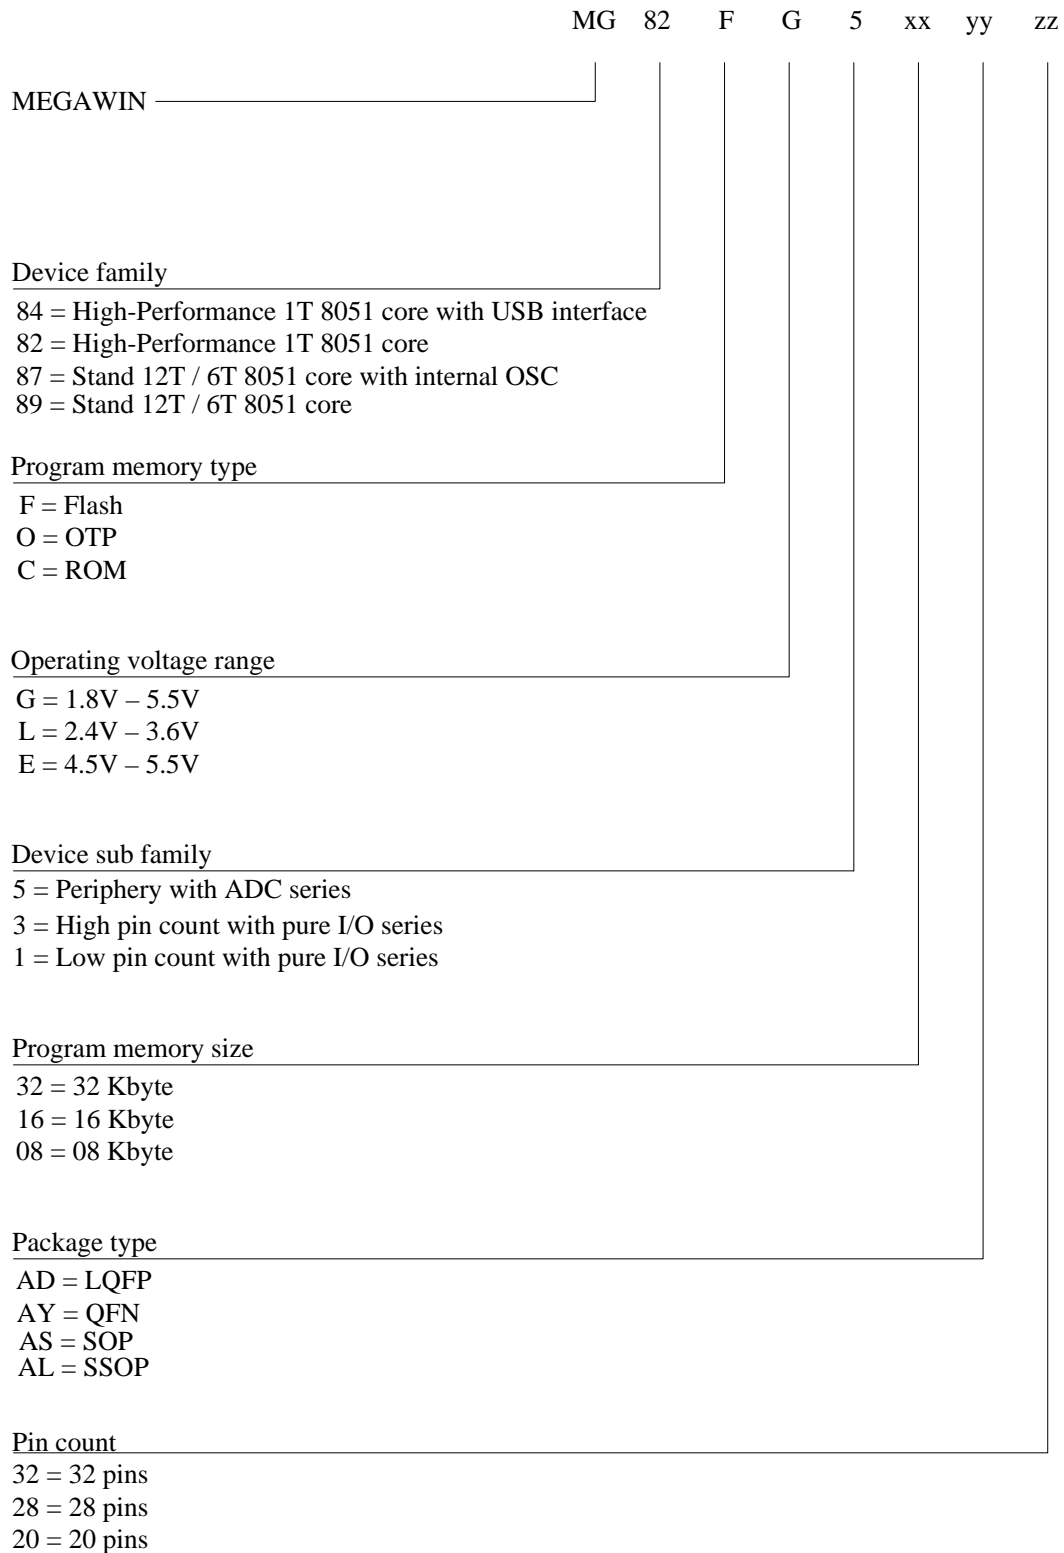 MG 82 F G 5 xx yy zz
MEGAWIN
Device family
84 = High-Performance 1T 8051 core with USB interface
82 = High-Performance 1T 8051 core
87 = Stand 12T / 6T 8051 core with internal OSC
89 = Stand 12T / 6T 8051 core
Program memory type
F = Flash
O = OTP
C = ROM
Operating voltage range
G = 1.8V – 5.5V
L = 2.4V – 3.6V
E = 4.5V – 5.5V
Device sub family
5 = Periphery with ADC series
3 = High pin count with pure I/O series
1 = Low pin count with pure I/O series
Program memory size
32 = 32 Kbyte
16 = 16 Kbyte
08 = 08 Kbyte
Package type
AD = LQFP
AY = QFN
AS = SOP
AL = SSOP
Pin count
32 = 32 pins
28 = 28 pins
20 = 20 pins